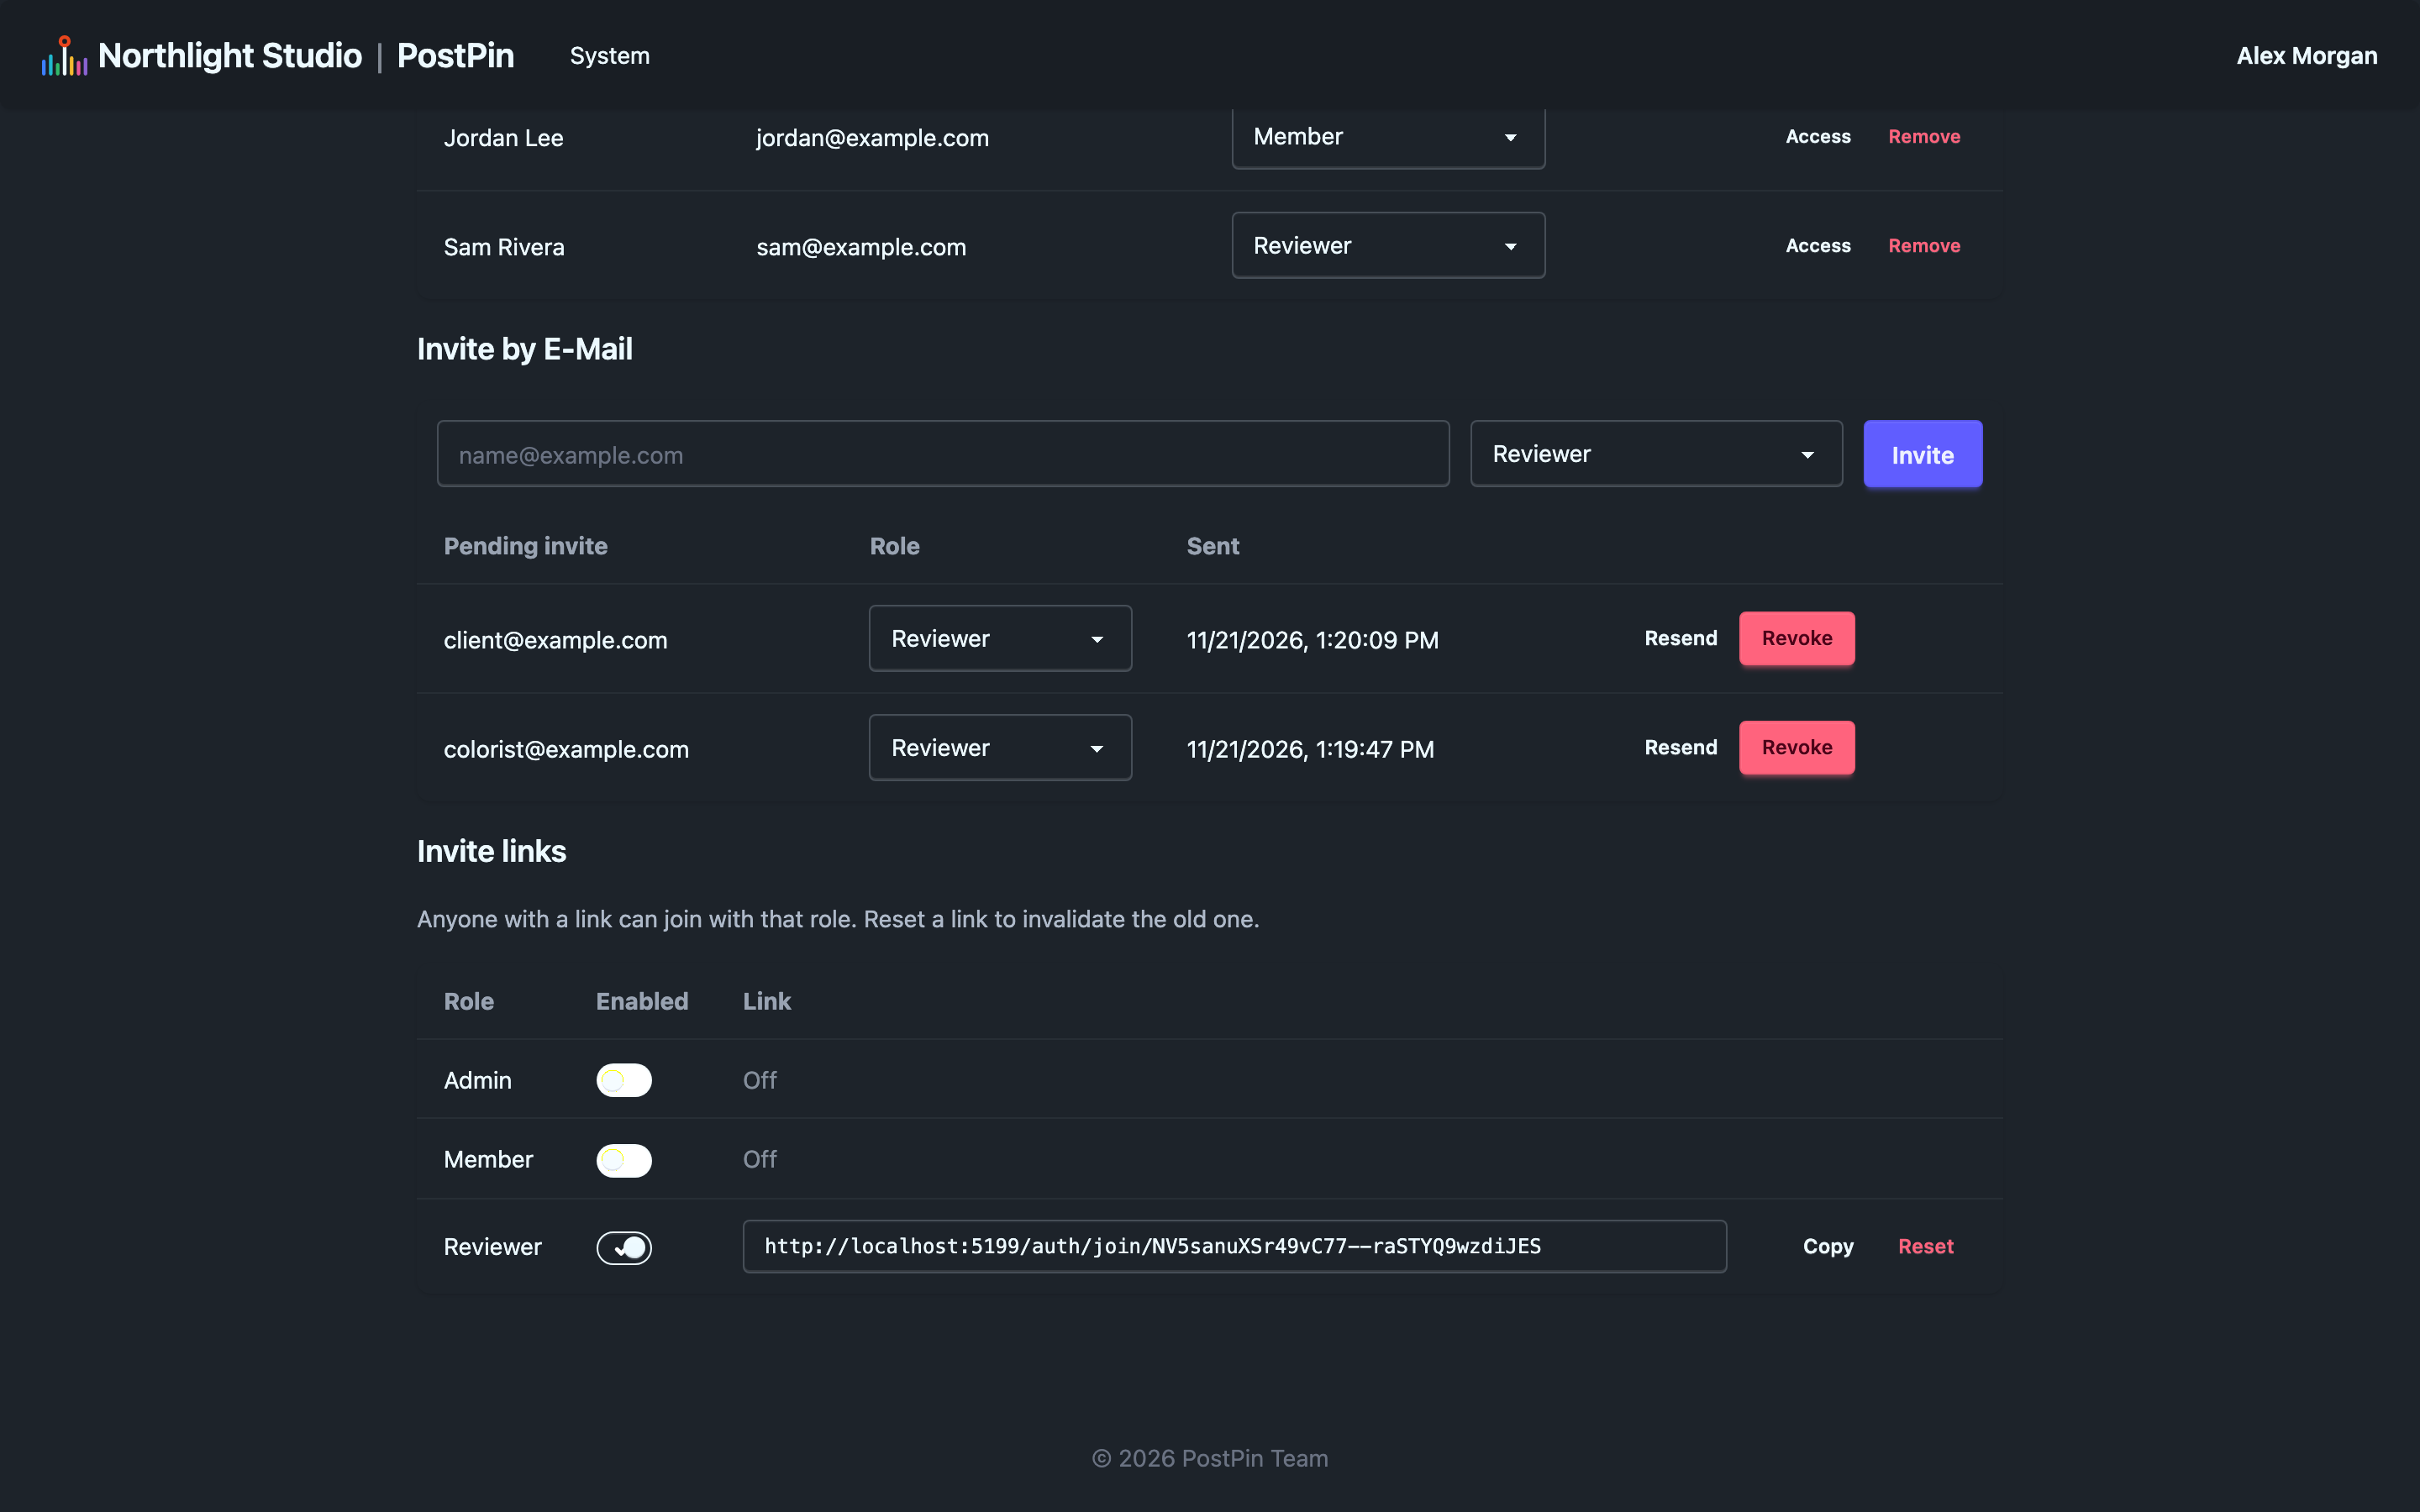 Northlight Studio | PostPin System Alex Morgan
Jordan Lee jordan@example.com Member Access Remove
Sam Rivera sam@example.com Reviewer Access Remove
Invite by E-Mail
name@example.com Reviewer Invite
Pending invite Role Sent
client@example.com Reviewer 11/21/2026, 1:20:09 PM Resend Revoke
colorist@example.com Reviewer 11/21/2026, 1:19:47 PM Resend Revoke
Invite links
Anyone with a link can join with that role. Reset a link to invalidate the old one.
Role Enabled Link
Admin Off
Member Off
Reviewer http://localhost:5199/auth/join/NV5sanuXSr49vC77--raSTYQ9wzdiJES Copy Reset
© 2026 PostPin Team